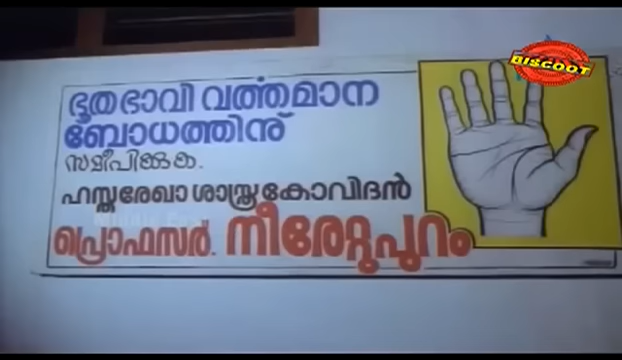 ഭൂത ഭാവി വർത്തമാന
ബോധത്തിനു്
സമീപിക്കുക.
ഹസ്തരേഖാ ശാസ്ത്ര കോവിദൻ
പ്രൊഫസർ. നീരേറ്റുപുറം
BISCOOT